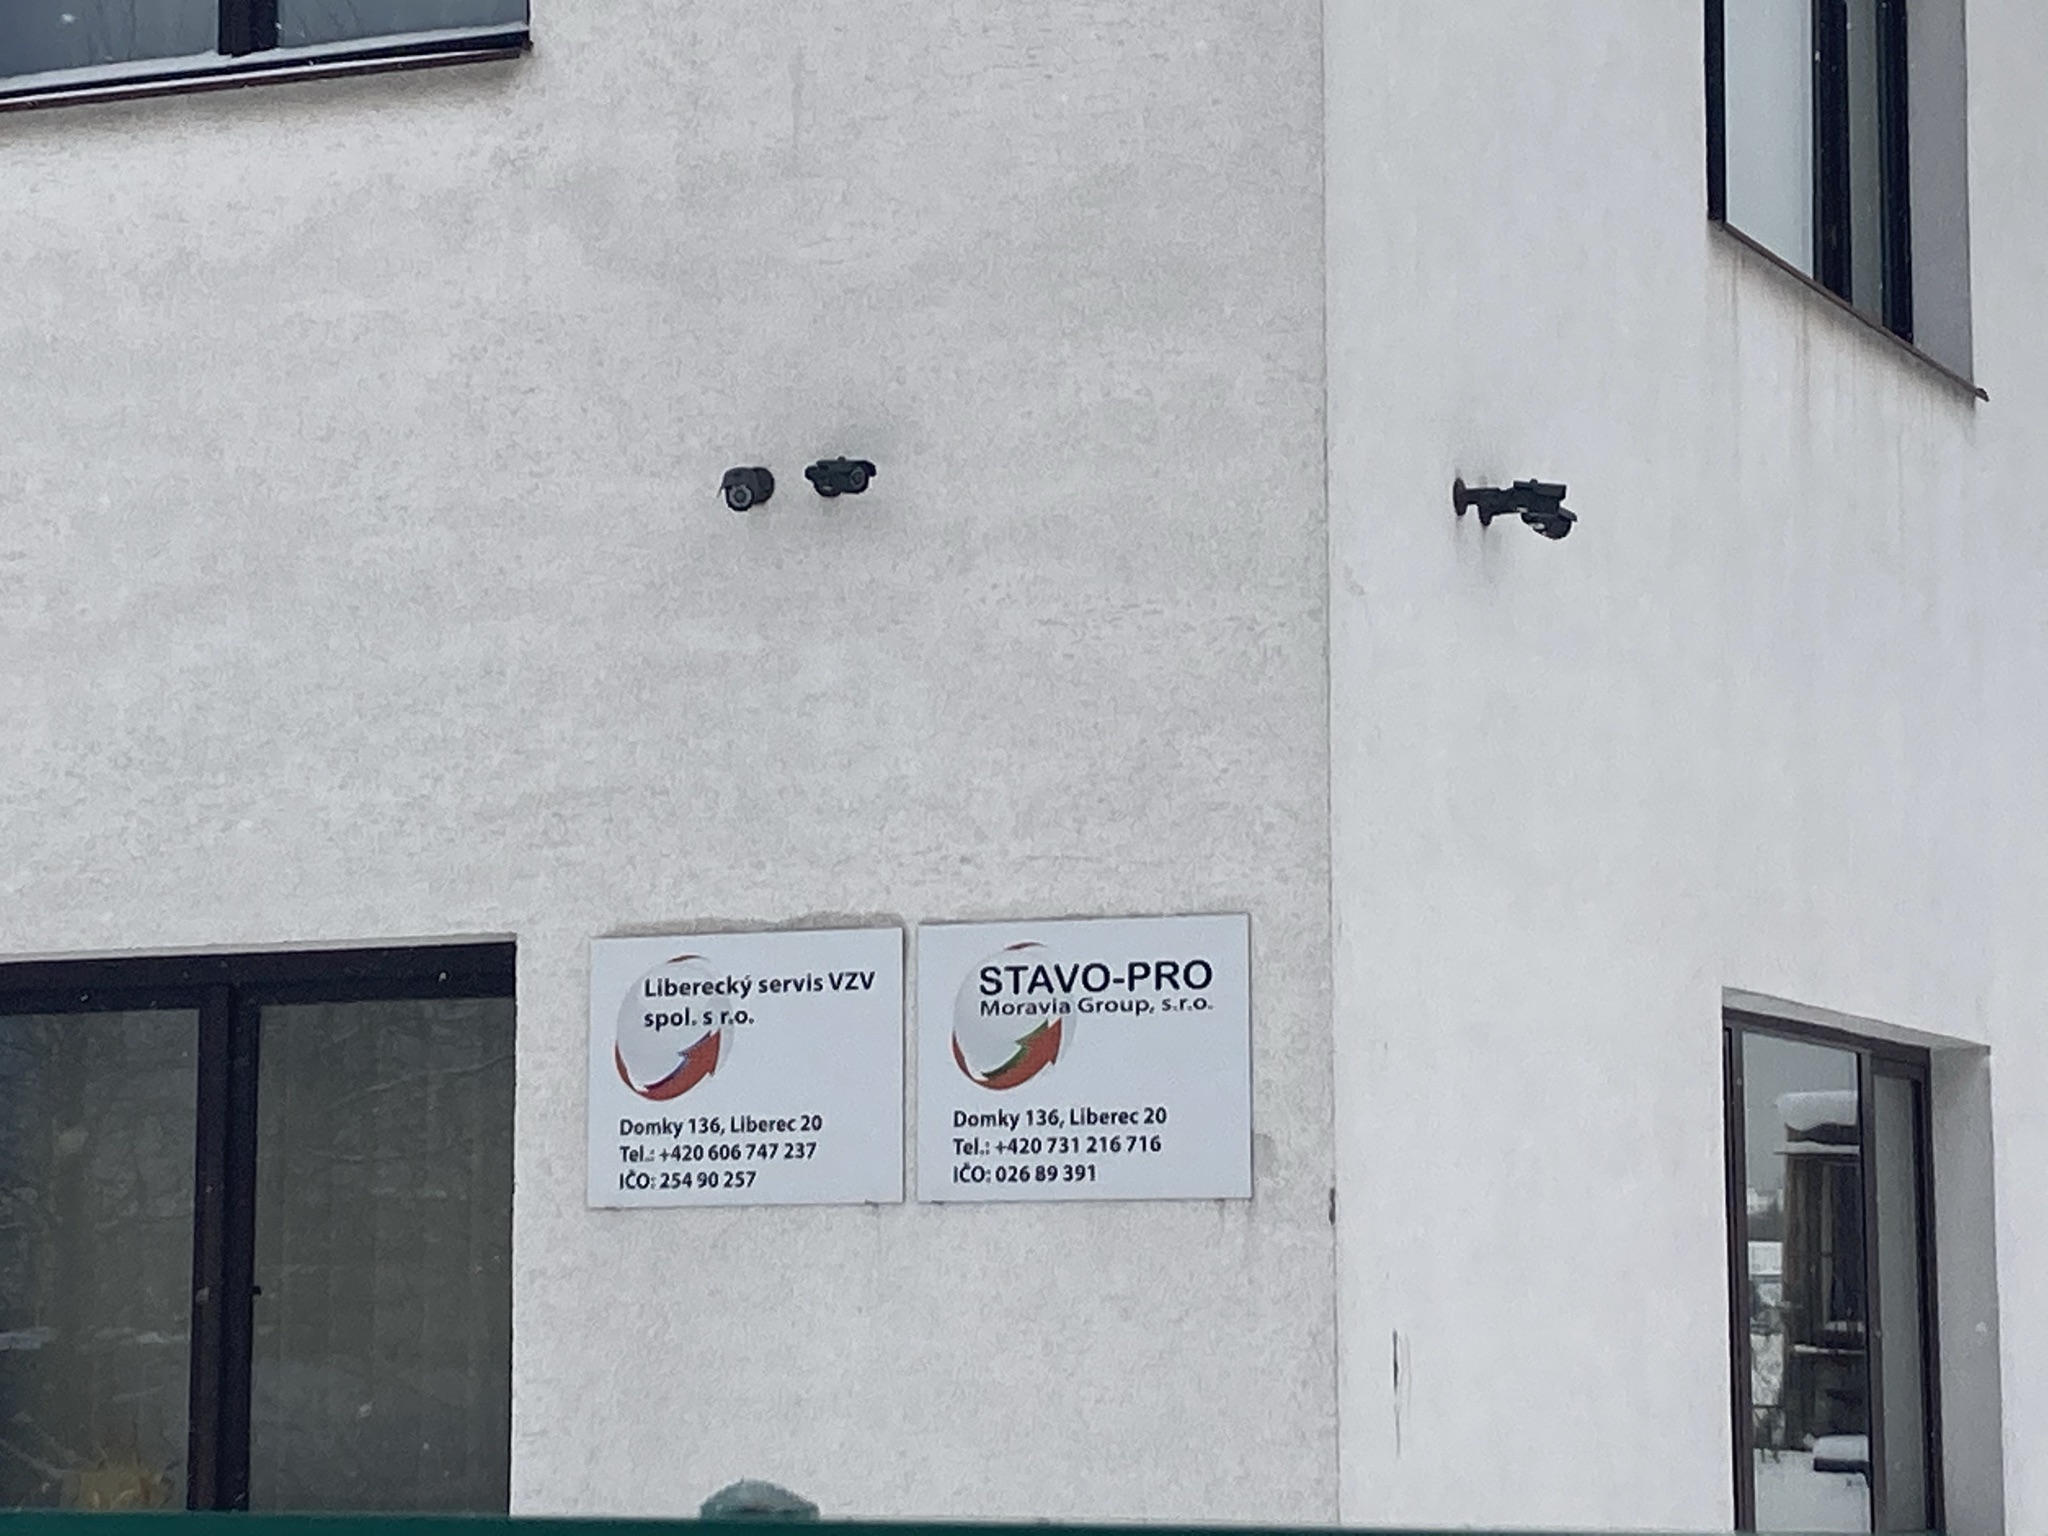 Liberecký servis VZV
spol. s r.o.
Domky 136, Liberec 20
Tel.: +420 606 747 237
IČO: 254 90 257
STAVO-PRO
Moravia Group, s.r.o.
Domky 136, Liberec 20
Tel.: +420 731 216 716
IČO: 026 89 391